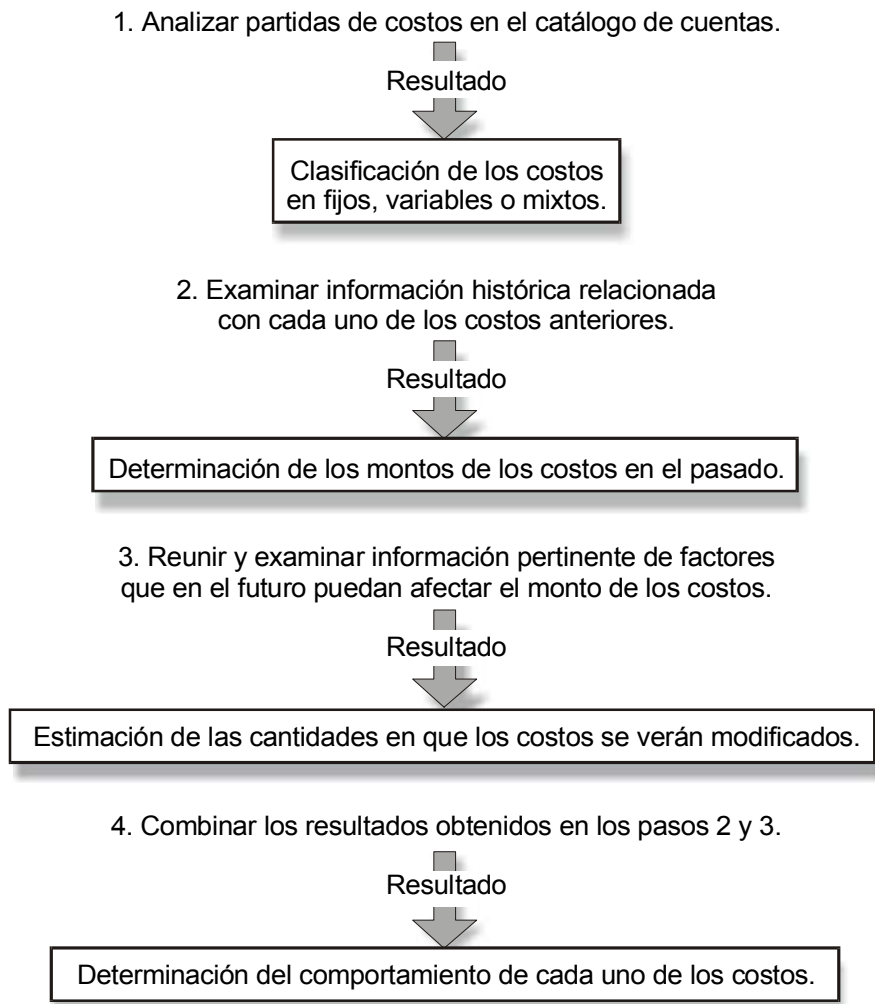 1. Analizar partidas de costos en el catálogo de cuentas.
Resultado
Clasificación de los costos
en fijos, variables o mixtos.
2. Examinar información histórica relacionada
con cada uno de los costos anteriores.
Resultado
Determinación de los montos de los costos en el pasado.
3. Reunir y examinar información pertinente de factores
que en el futuro puedan afectar el monto de los costos.
Resultado
Estimación de las cantidades en que los costos se verán modificados.
4. Combinar los resultados obtenidos en los pasos 2 y 3.
Resultado
Determinación del comportamiento de cada uno de los costos.